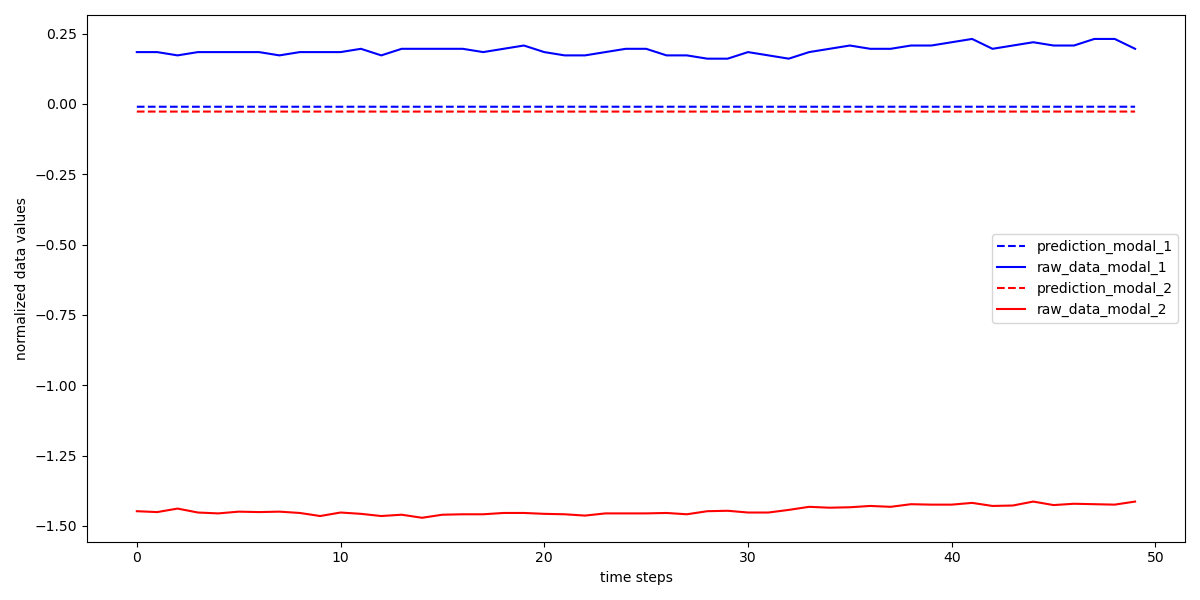 0.25
0.00
−0.25
−0.50
−0.75
−1.00
−1.25
−1.50
normalized data values
prediction_modal_1
raw_data_modal_1
prediction_modal_2
raw_data_modal_2
0 10 20 30 40 50
time steps